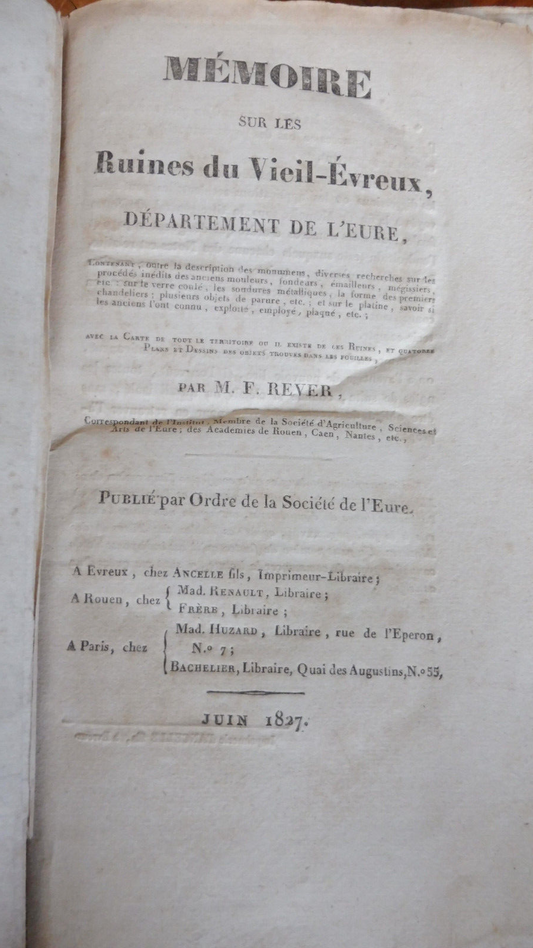 MÉMOIRE
SUR LES
Ruines du Vieil-Évreux,
DÉPARTEMENT DE L'EURE,
CONTENANT, outre la description des monumens, diverses recherches sur les
procédés inédits des anciens mouleurs, fondeurs, émailleurs, mégissiers,
etc.; sur le verre coulé, les soudures métalliques, la forme des premiers
chandeliers; plusieurs objets de parure, etc.; et sur le platine, savoir si
les anciens l'ont connu, exploité, employé, plaqué, etc.;
AVEC LA CARTE DE TOUT LE TERRITOIRE OU IL EXISTE DE CES RUINES, ET QUATORZE
PLANS ET DESSINS DES OBJETS TROUVÉS DANS LES FOUILLES,
PAR M. F. REVER,
Correspondant de l'Institut, Membre de la Société d'Agriculture, Sciences et
Arts de l'Eure; des Académies de Rouen, Caen, Nantes, etc.,
PUBLIÉ par Ordre de la Société de l'Eure.
A Evreux, chez ANCELLE fils, Imprimeur-Libraire;
A Rouen, chez { Mad. RENAULT, Libraire;
FRÈRE, Libraire;
A Paris, chez { Mad. HUZARD, Libraire, rue de l'Eperon,
N.o 7;
BACHELIER, Libraire, Quai des Augustins, N.o 55,
JUIN 1827.